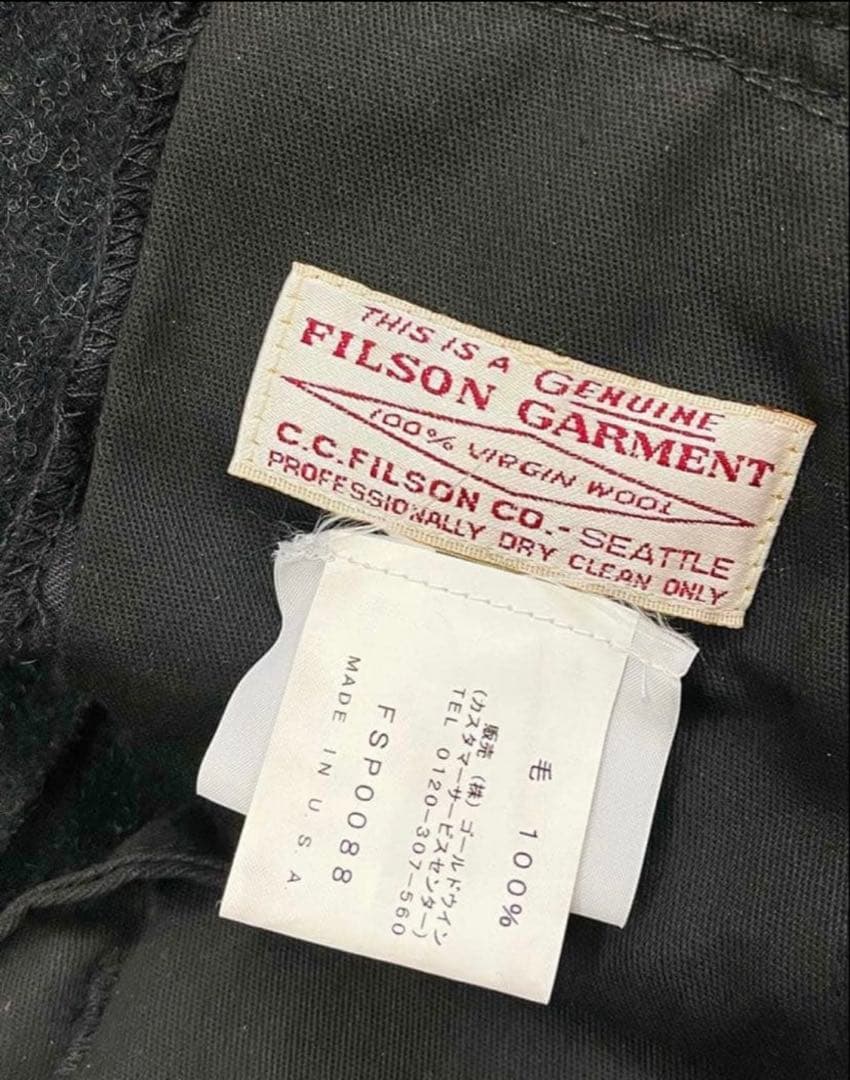 THIS IS A GENUINE
FILSON GARMENT
100% VIRGIN WOOL
C.C.FILSON CO.-SEATTLE
PROFESSIONALLY DRY CLEAN ONLY
毛 100%
販売 (株) ゴールドウイン
(カスタマーサービスセンター)
TEL 0120-307-560
FSP0088
MADE IN U.S.A